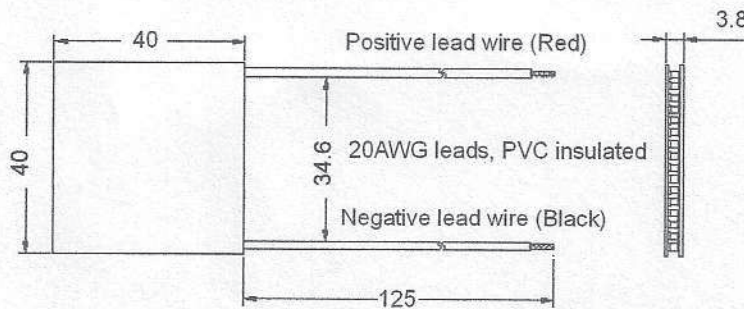 40
3.8
Positive lead wire (Red)
40
34.6
20AWG leads, PVC insulated
Negative lead wire (Black)
125